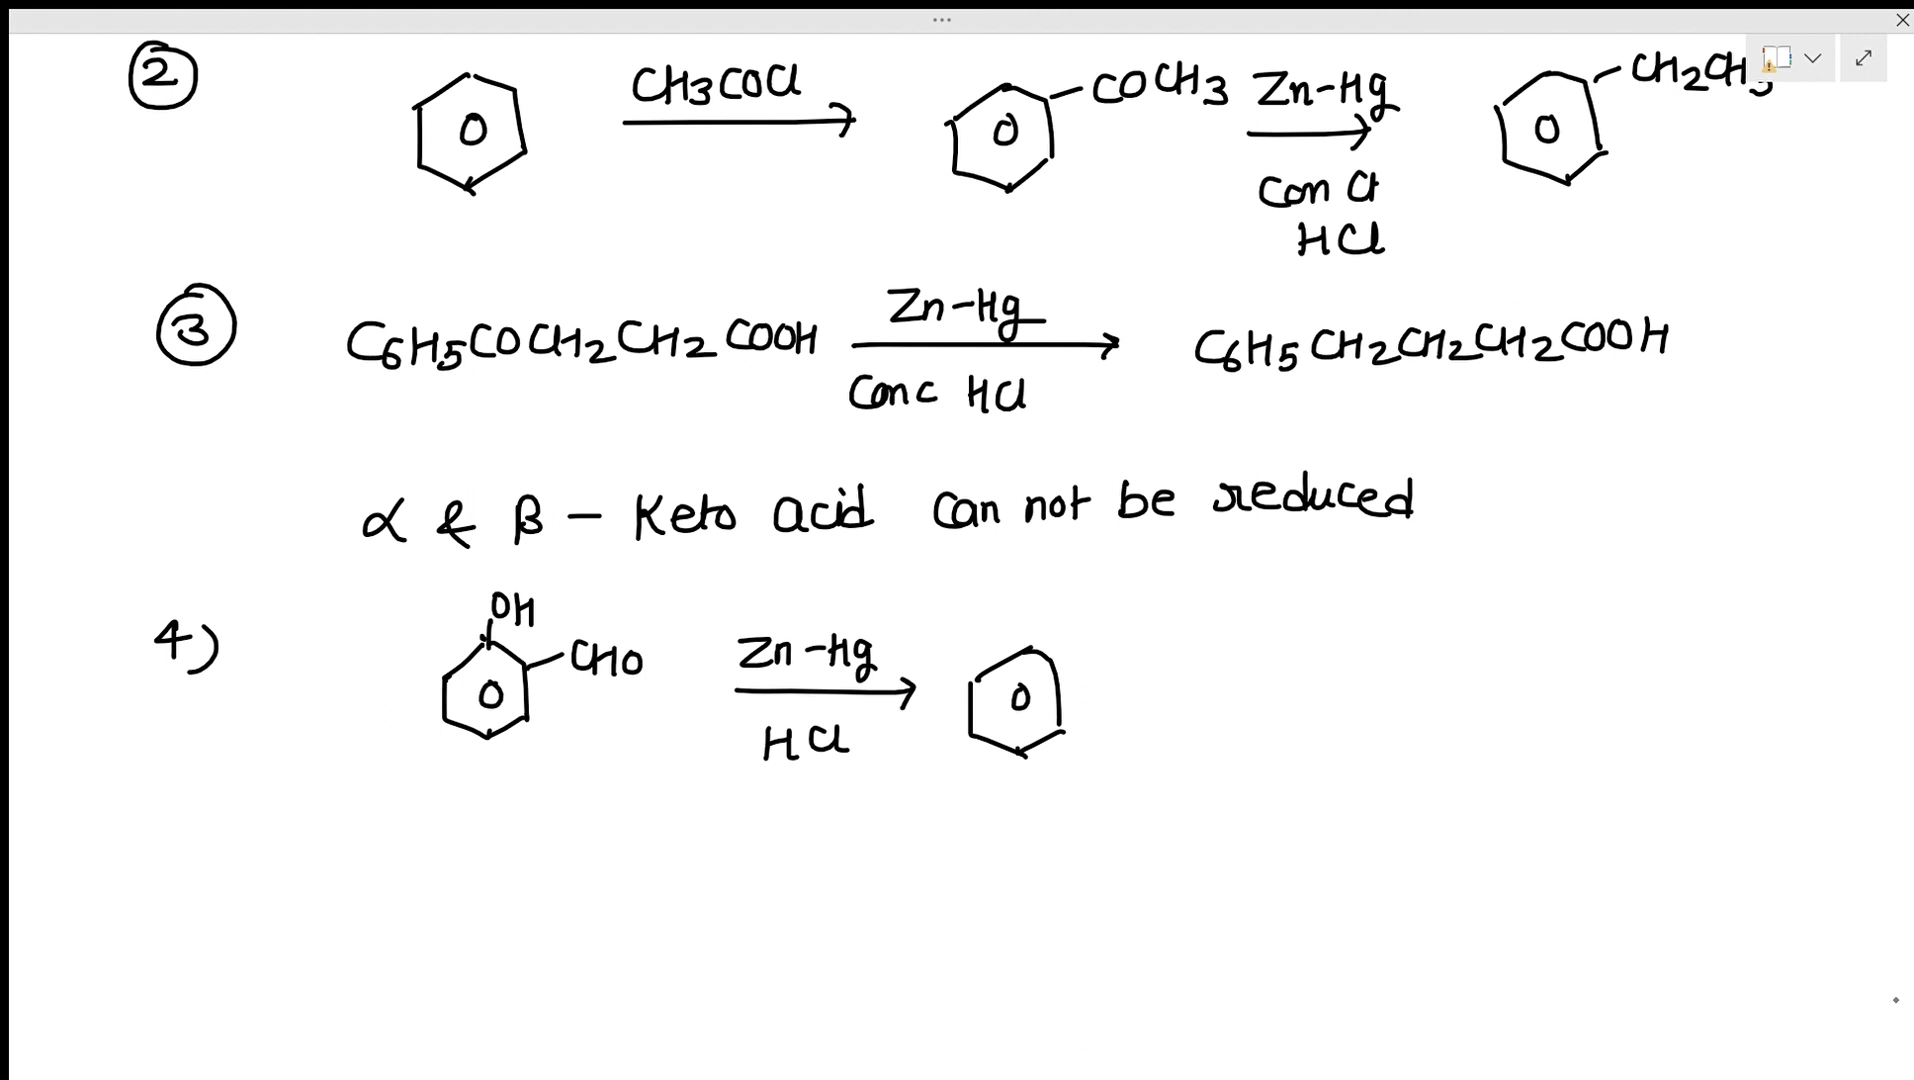 2 CH3COCl COCH3 Zn-Hg CH2CH3
Con Cl
HCl
3 C6H5COCH2CH2COOH Zn-Hg C6H5CH2CH2CH2COOH
Conc HCl
α & β - Keto acid can not be reduced
OH
4) CHO Zn-Hg
HCl